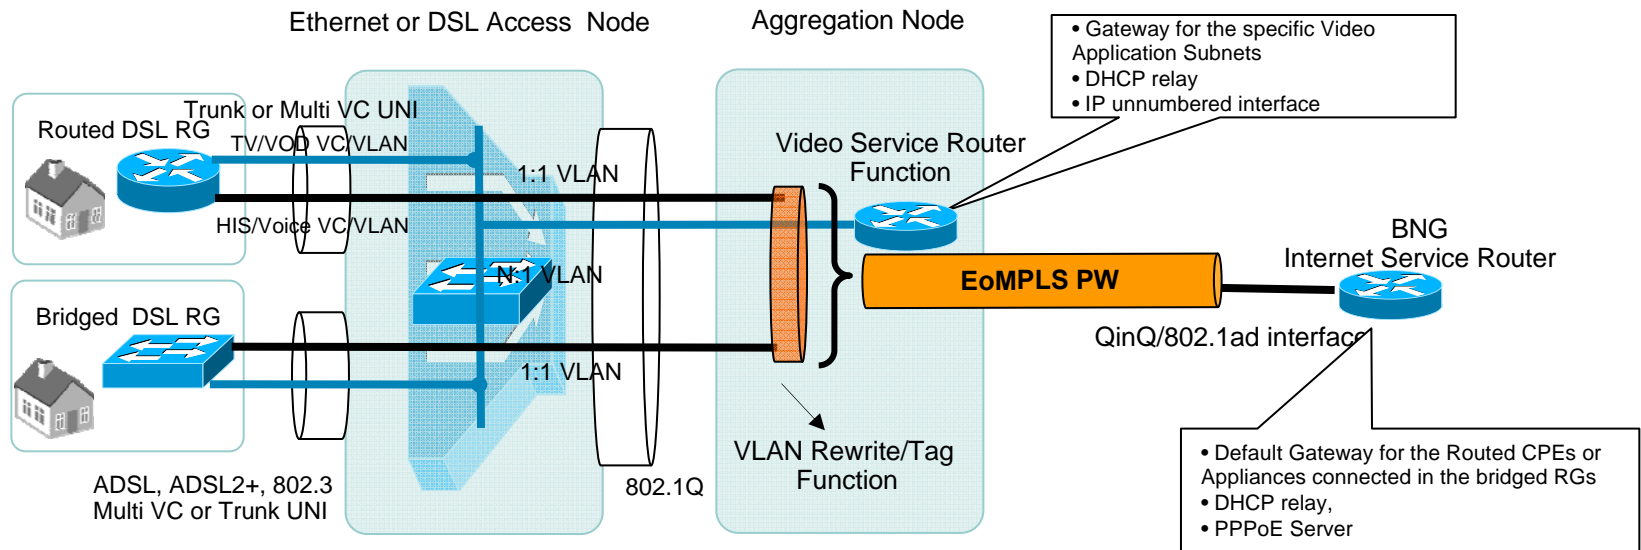 Ethernet or DSL Access Node
Aggregation Node
• Gateway for the specific Video
Application Subnets
• DHCP relay
• IP unnumbered interface
Trunk or Multi VC UNI
Routed DSL RG
TV/VOD VC/VLAN
Video Service Router
Function
1:1 VLAN
HIS/Voice VC/VLAN
BNG
Internet Service Router
N:1 VLAN
EoMPLS PW
Bridged DSL RG
QinQ/802.1ad interface
1:1 VLAN
VLAN Rewrite/Tag
Function
ADSL, ADSL2+, 802.3
Multi VC or Trunk UNI
802.1Q
• Default Gateway for the Routed CPEs or
Appliances connected in the bridged RGs
• DHCP relay,
• PPPoE Server